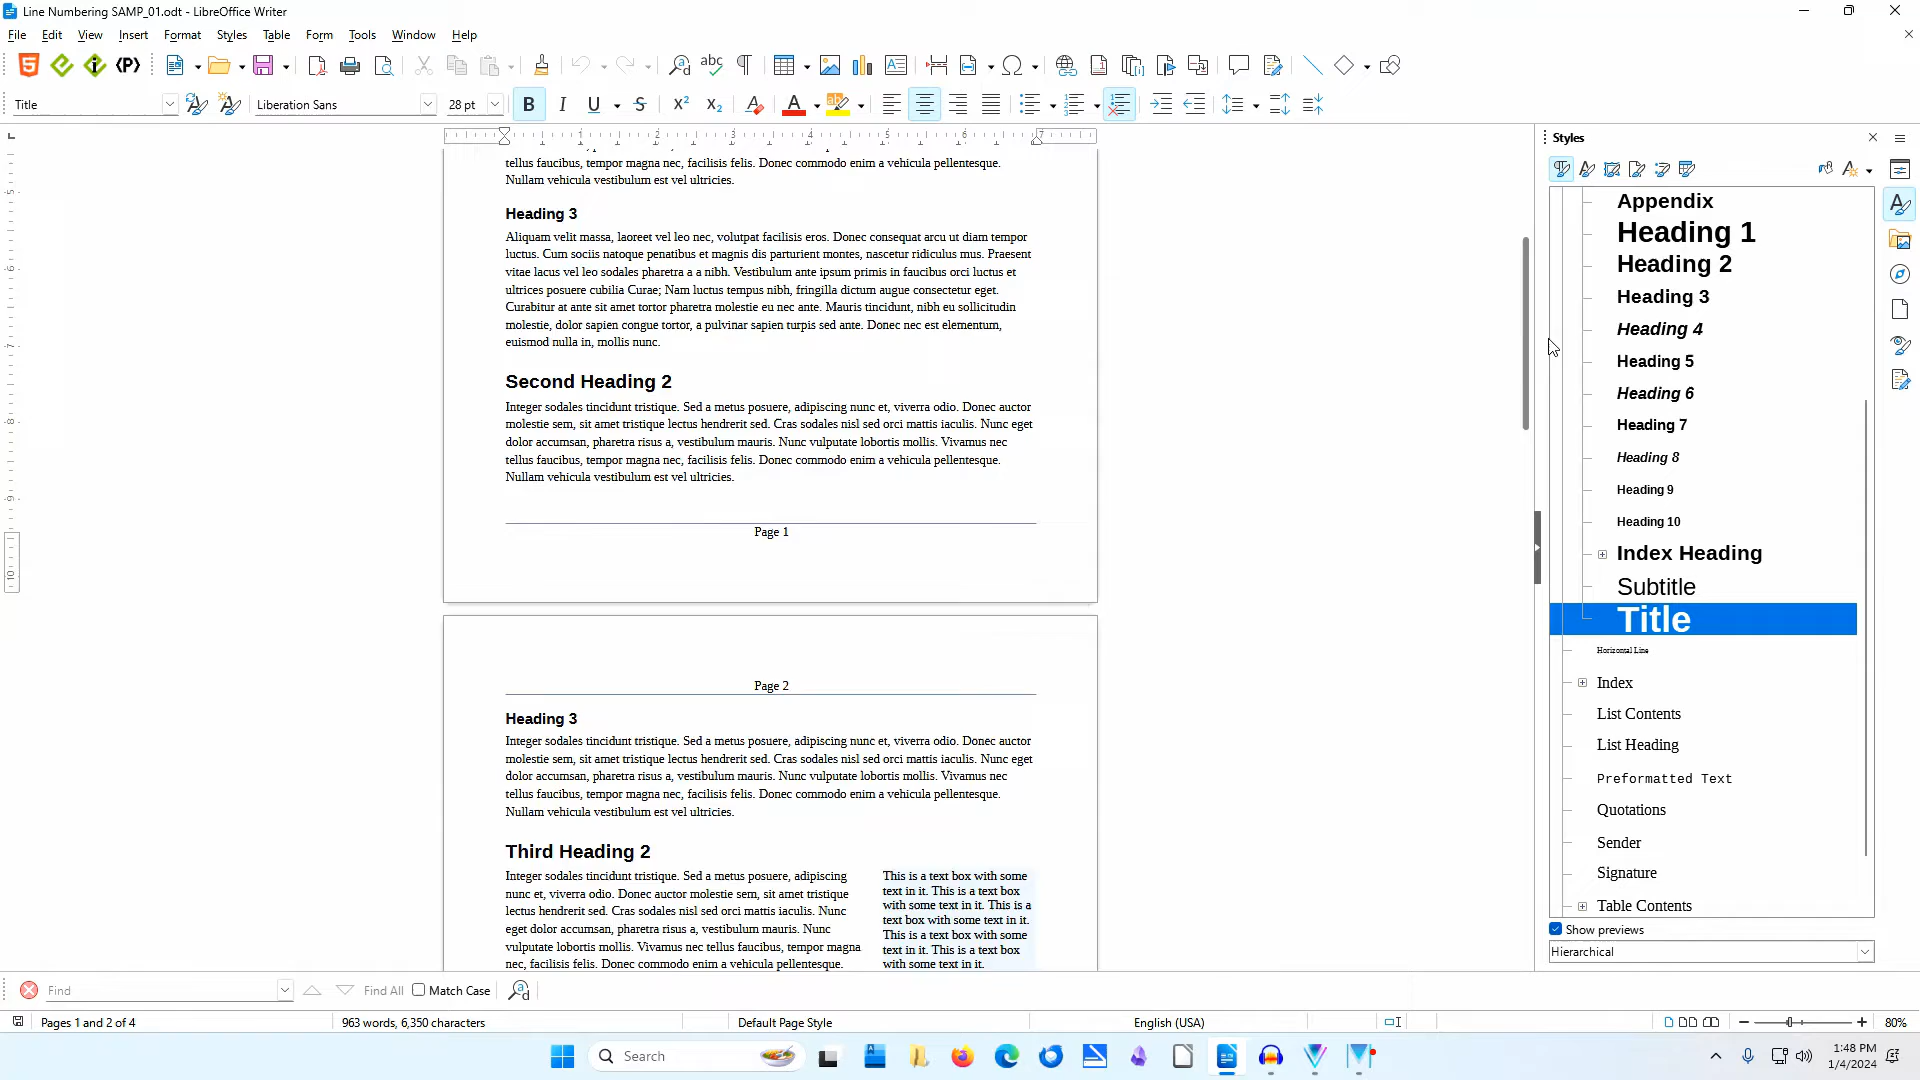 Line Numbering SAMP_01.odt - LibreOffice Writer
File Edit View Insert Format Styles Table Form Tools Window Help
Title Liberation Sans 28 pt
1 2 3 4 5 6 7
5
6
7
8
9
10
tellus faucibus, tempor magna nec, facilisis felis. Donec commodo enim a vehicula pellentesque.
Nullam vehicula vestibulum est vel ultricies.
Heading 3
Aliquam velit massa, laoreet vel leo nec, volutpat facilisis eros. Donec consequat arcu ut diam tempor
luctus. Cum sociis natoque penatibus et magnis dis parturient montes, nascetur ridiculus mus. Praesent
vitae lacus vel leo sodales pharetra a a nibh. Vestibulum ante ipsum primis in faucibus orci luctus et
ultrices posuere cubilia Curae; Nam luctus tempus nibh, fringilla dictum augue consectetur eget.
Curabitur at ante sit amet tortor pharetra molestie eu nec ante. Mauris tincidunt, nibh eu sollicitudin
molestie, dolor sapien congue tortor, a pulvinar sapien turpis sed ante. Donec nec est elementum,
euismod nulla in, mollis nunc.
Second Heading 2
Integer sodales tincidunt tristique. Sed a metus posuere, adipiscing nunc et, viverra odio. Donec auctor
molestie sem, sit amet tristique lectus hendrerit sed. Cras sodales nisl sed orci mattis iaculis. Nunc eget
dolor accumsan, pharetra risus a, vestibulum mauris. Nunc vulputate lobortis mollis. Vivamus nec
tellus faucibus, tempor magna nec, facilisis felis. Donec commodo enim a vehicula pellentesque.
Nullam vehicula vestibulum est vel ultricies.
Page 1
Page 2
Heading 3
Integer sodales tincidunt tristique. Sed a metus posuere, adipiscing nunc et, viverra odio. Donec auctor
molestie sem, sit amet tristique lectus hendrerit sed. Cras sodales nisl sed orci mattis iaculis. Nunc eget
dolor accumsan, pharetra risus a, vestibulum mauris. Nunc vulputate lobortis mollis. Vivamus nec
tellus faucibus, tempor magna nec, facilisis felis. Donec commodo enim a vehicula pellentesque.
Nullam vehicula vestibulum est vel ultricies.
Third Heading 2
Integer sodales tincidunt tristique. Sed a metus posuere, adipiscing
nunc et, viverra odio. Donec auctor molestie sem, sit amet tristique
lectus hendrerit sed. Cras sodales nisl sed orci mattis iaculis. Nunc
eget dolor accumsan, pharetra risus a, vestibulum mauris. Nunc
vulputate lobortis mollis. Vivamus nec tellus faucibus, tempor magna
nec, facilisis felis. Donec commodo enim a vehicula pellentesque.
This is a text box with some
text in it. This is a text box
with some text in it. This is a
text box with some text in it.
This is a text box with some
text in it. This is a text box
with some text in it.
Styles
Appendix
Heading 1
Heading 2
Heading 3
Heading 4
Heading 5
Heading 6
Heading 7
Heading 8
Heading 9
Heading 10
Index Heading
Subtitle
Title
Horizontal Line
Index
List Contents
List Heading
Preformatted Text
Quotations
Sender
Signature
Table Contents
Show previews
Hierarchical
Find Find All Match Case
Pages 1 and 2 of 4 963 words, 6,350 characters Default Page Style English (USA) 80%
Search
1:48 PM
1/4/2024